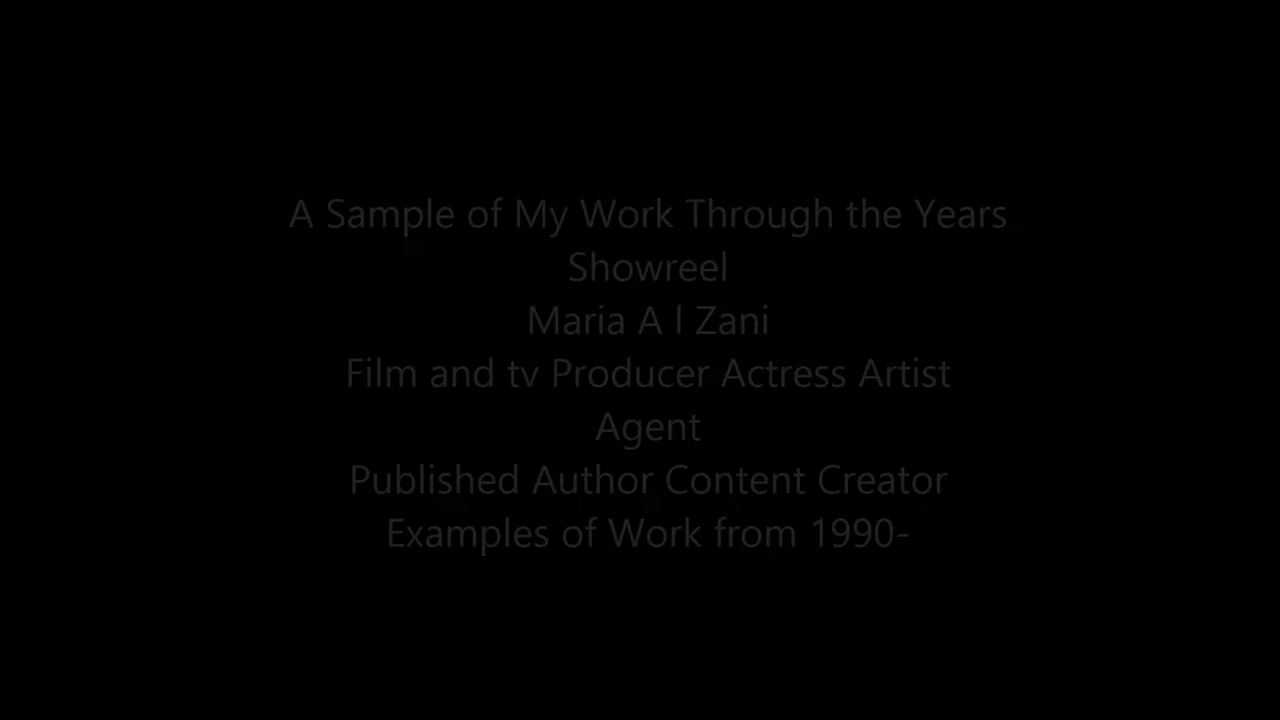 A Sample of My Work Through the Years
Showreel
Maria A l Zani
Film and tv Producer Actress Artist
Agent
Published Author Content Creator
Examples of Work from 1990-